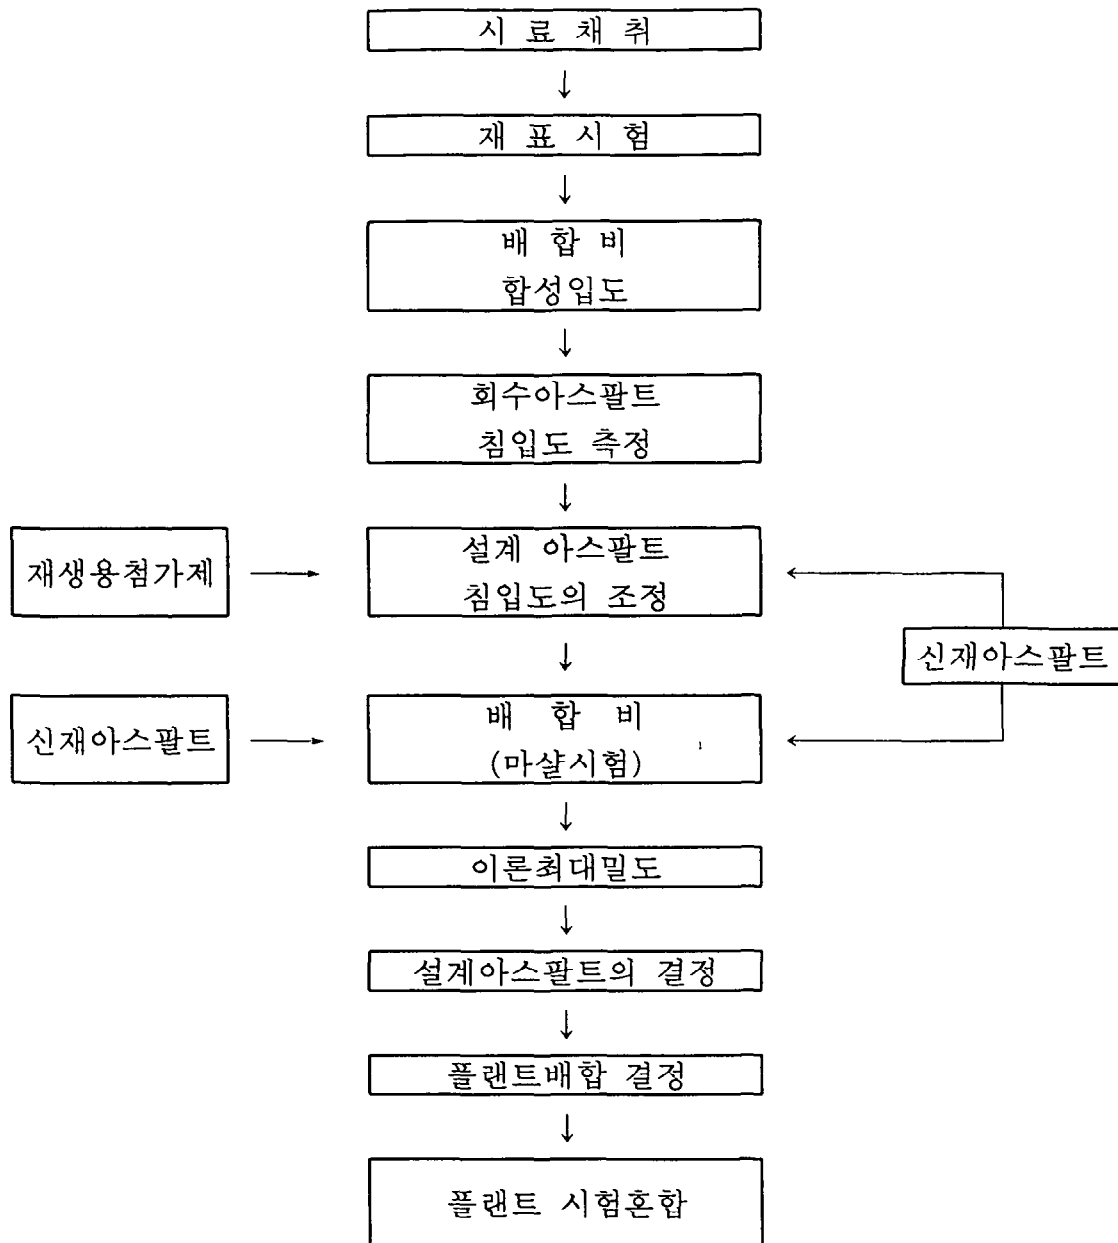 시 료 채 취
↓
재 표 시 험
↓
배 합 비
합성입도
↓
회수아스팔트
침입도 측정
↓
재생용첨가제 → 설계 아스팔트 ←
침입도의 조정
신재아스팔트
↓
신재아스팔트 → 배 합 비 ←
(마샬시험)
↓
이론최대밀도
↓
설계아스팔트의 결정
↓
플랜트배합 결정
↓
플랜트 시험혼합